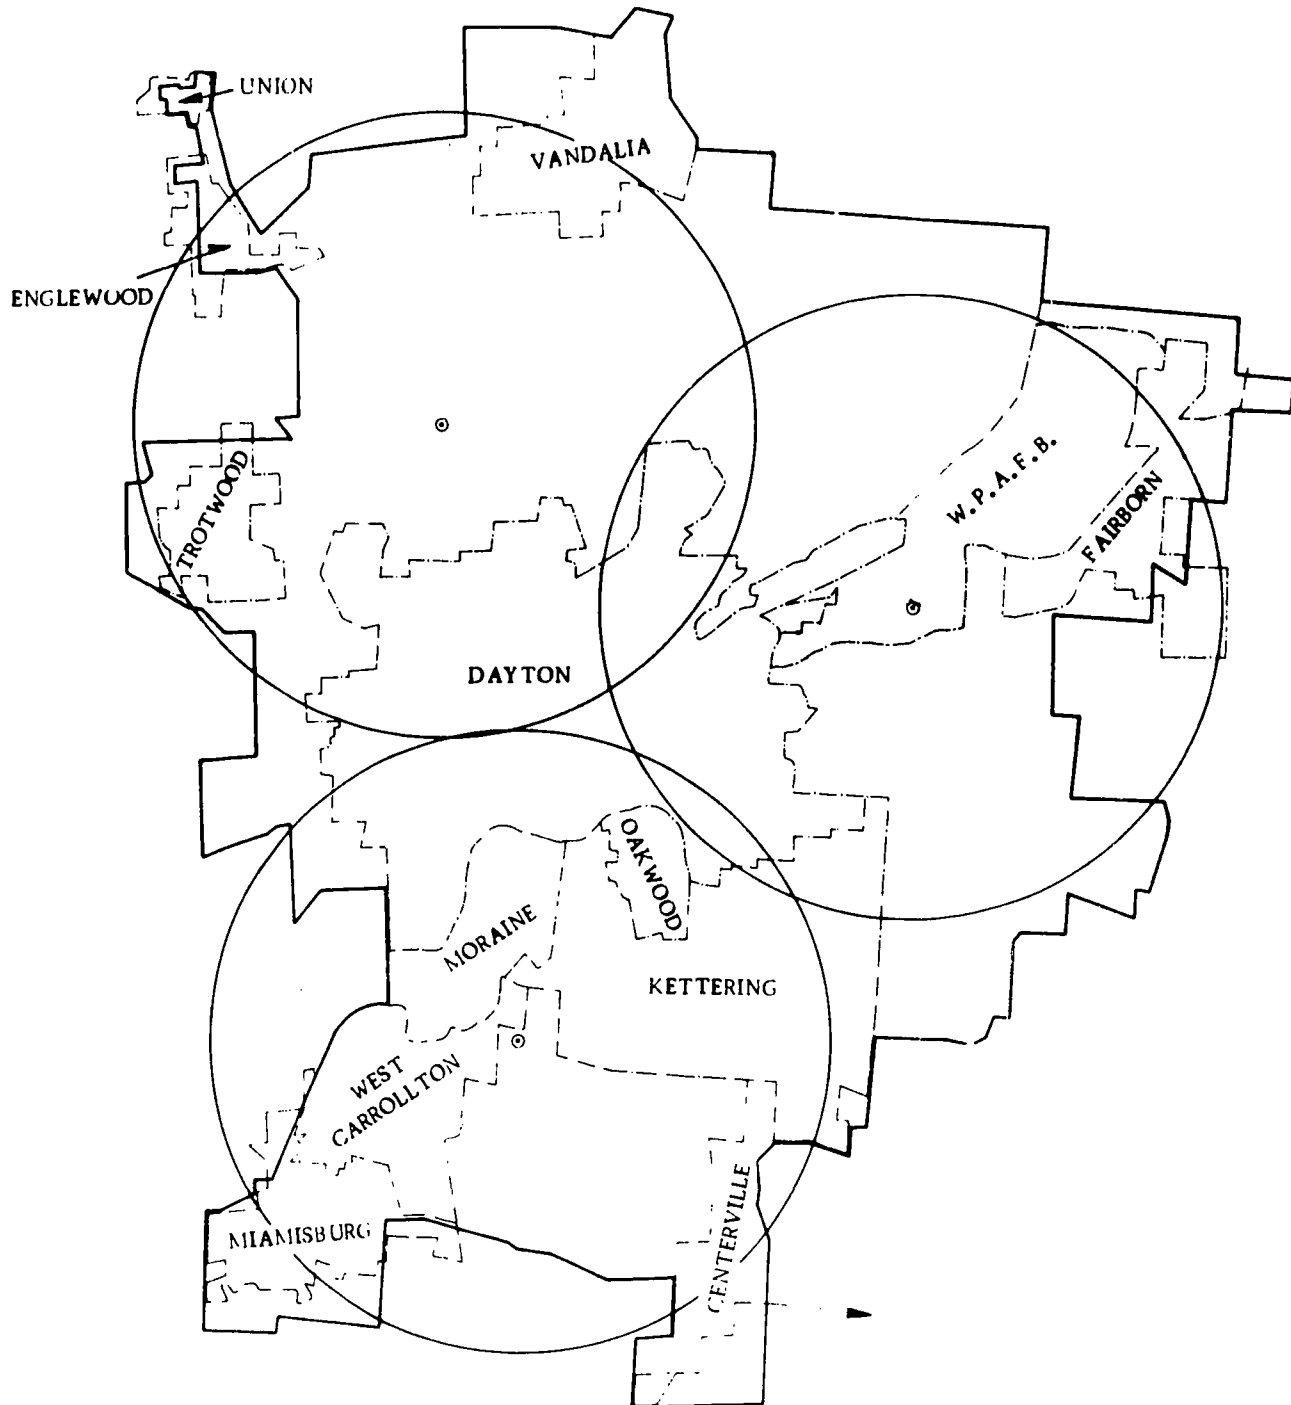 UNION
VANDALIA
ENGLEWOOD
TROTWOOD
W.P.A.F.B.
FAIRBORN
DAYTON
OAKWOOD
MORAINE
KETTERING
WEST
CARROLLTON
CENTERVILLE
MIAMISBURG